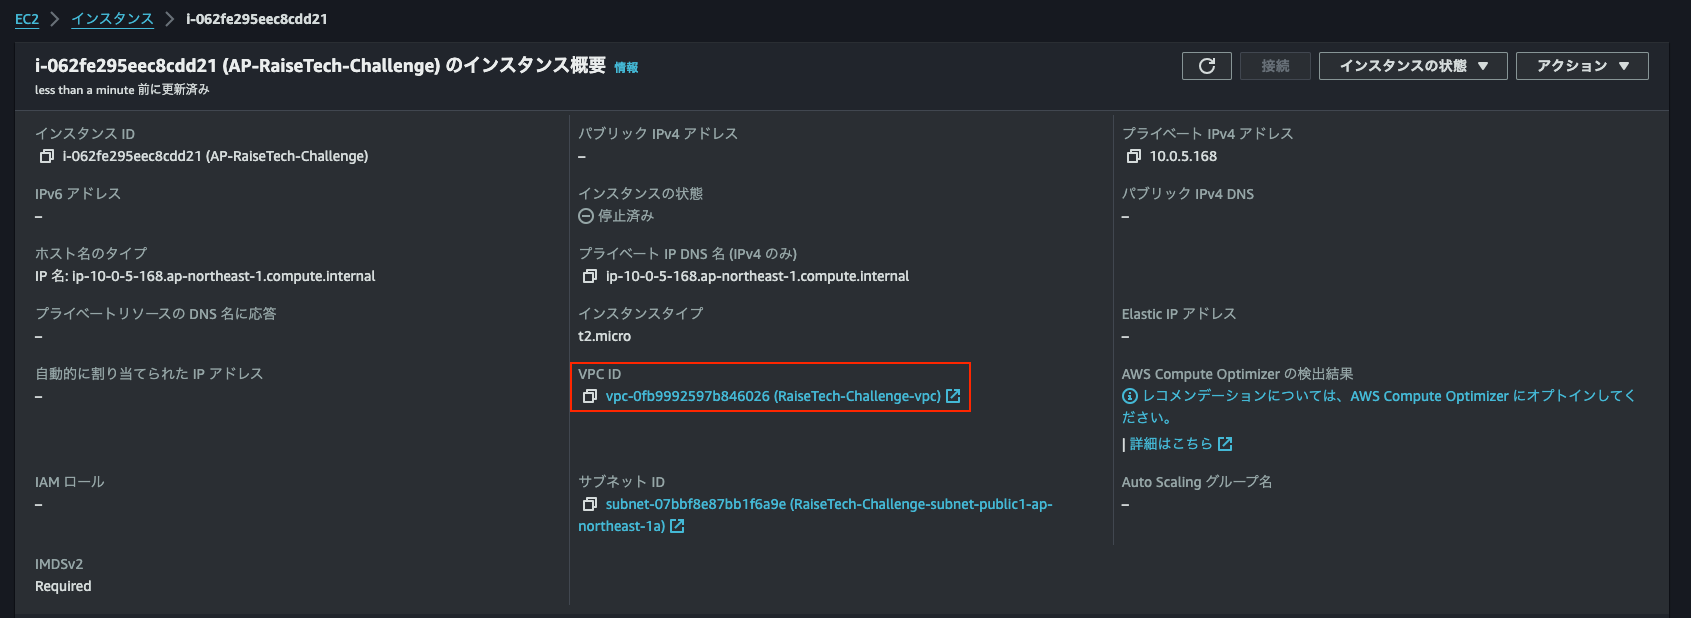 EC2 > インスタンス > i-062fe295eec8cdd21
i-062fe295eec8cdd21 (AP-RaiseTech-Challenge) のインスタンス概要 情報
less than a minute 前に更新済み
接続
インスタンスの状態 ▼
アクション ▼
インスタンス ID
i-062fe295eec8cdd21 (AP-RaiseTech-Challenge)
パブリック IPv4 アドレス
–
プライベート IPv4 アドレス
10.0.5.168
IPv6 アドレス
–
インスタンスの状態
停止済み
パブリック IPv4 DNS
–
ホスト名のタイプ
IP 名: ip-10-0-5-168.ap-northeast-1.compute.internal
プライベート IP DNS 名 (IPv4 のみ)
ip-10-0-5-168.ap-northeast-1.compute.internal
プライベートリソースの DNS 名に応答
–
インスタンスタイプ
t2.micro
Elastic IP アドレス
–
自動的に割り当てられた IP アドレス
–
VPC ID
vpc-0fb9992597b846026 (RaiseTech-Challenge-vpc)
AWS Compute Optimizer の検出結果
レコメンデーションについては、AWS Compute Optimizer にオプトインしてく
ださい。
| 詳細はこちら
IAM ロール
–
サブネット ID
subnet-07bbf8e87bb1f6a9e (RaiseTech-Challenge-subnet-public1-ap-
northeast-1a)
Auto Scaling グループ名
–
IMDSv2
Required